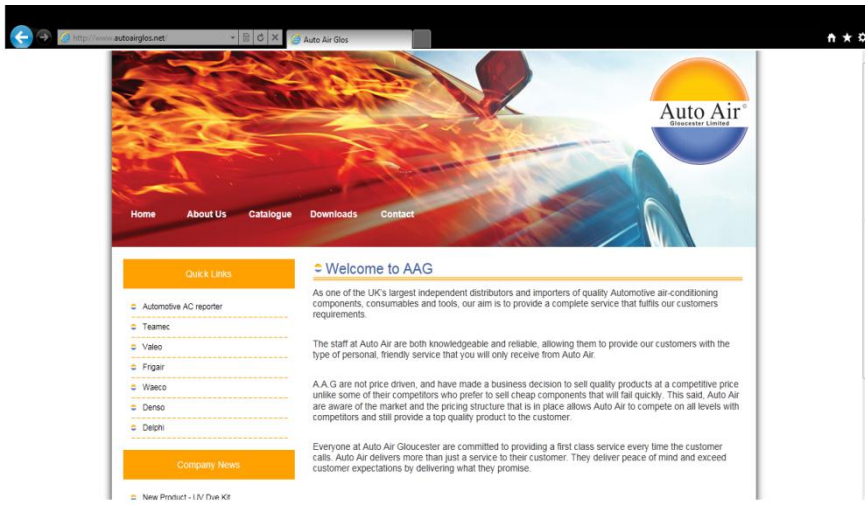 http://www.autoairglos.net/
Auto Air Glos
Auto Air
Gloucester Limited
Home About Us Catalogue Downloads Contact
Quick Links
Automotive AC reporter
Teamec
Valeo
Frigair
Waeco
Denso
Delphi
Company News
New Product - UV Dye Kit
Welcome to AAG
As one of the UK's largest independent distributors and importers of quality Automotive air-conditioning
components, consumables and tools, our aim is to provide a complete service that fulfils our customers
requirements.
The staff at Auto Air are both knowledgeable and reliable, allowing them to provide our customers with the
type of personal, friendly service that you will only receive from Auto Air.
A.A.G are not price driven, and have made a business decision to sell quality products at a competitive price
unlike some of their competitors who prefer to sell cheap components that will fail quickly. This said, Auto Air
are aware of the market and the pricing structure that is in place allows Auto Air to compete on all levels with
competitors and still provide a top quality product to the customer.
Everyone at Auto Air Gloucester are committed to providing a first class service every time the customer
calls. Auto Air delivers more than just a service to their customer. They deliver peace of mind and exceed
customer expectations by delivering what they promise.